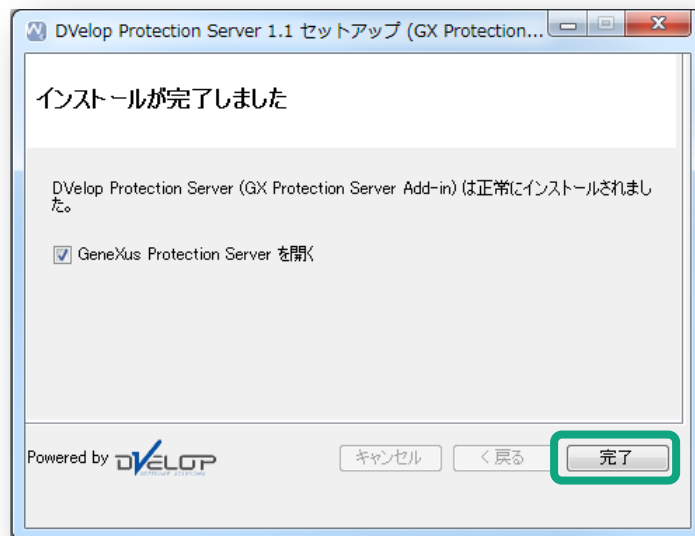 DVelop Protection Server 1.1 セットアップ (GX Protection...
インストールが完了しました
DVelop Protection Server (GX Protection Server Add-in) は正常にインストールされまし
た。
GeneXus Protection Server を開く
Powered by DVELOP
キャンセル
< 戻る
完了